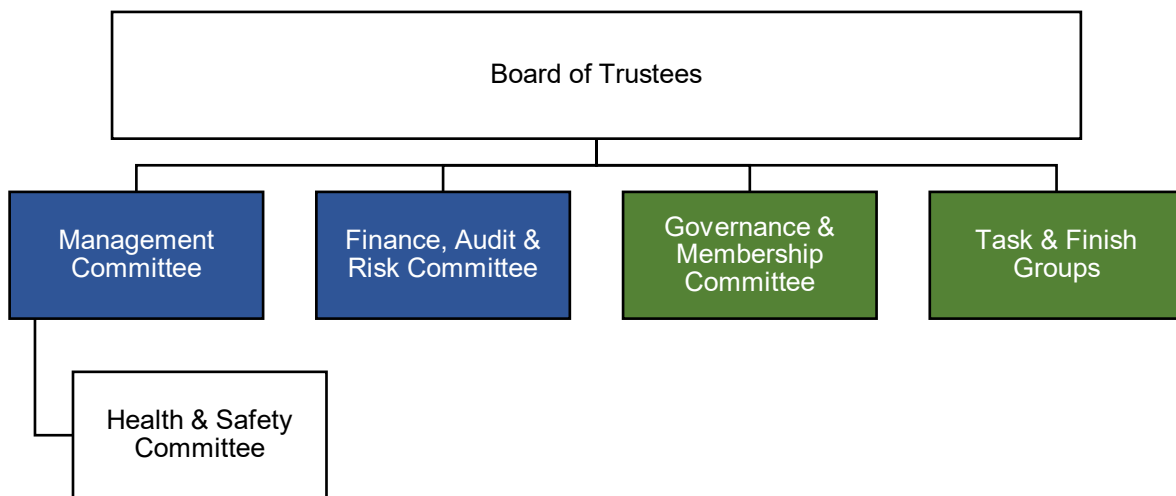 Board of Trustees
Management
Committee
Finance, Audit &
Risk Committee
Governance &
Membership
Committee
Task & Finish
Groups
Health & Safety
Committee